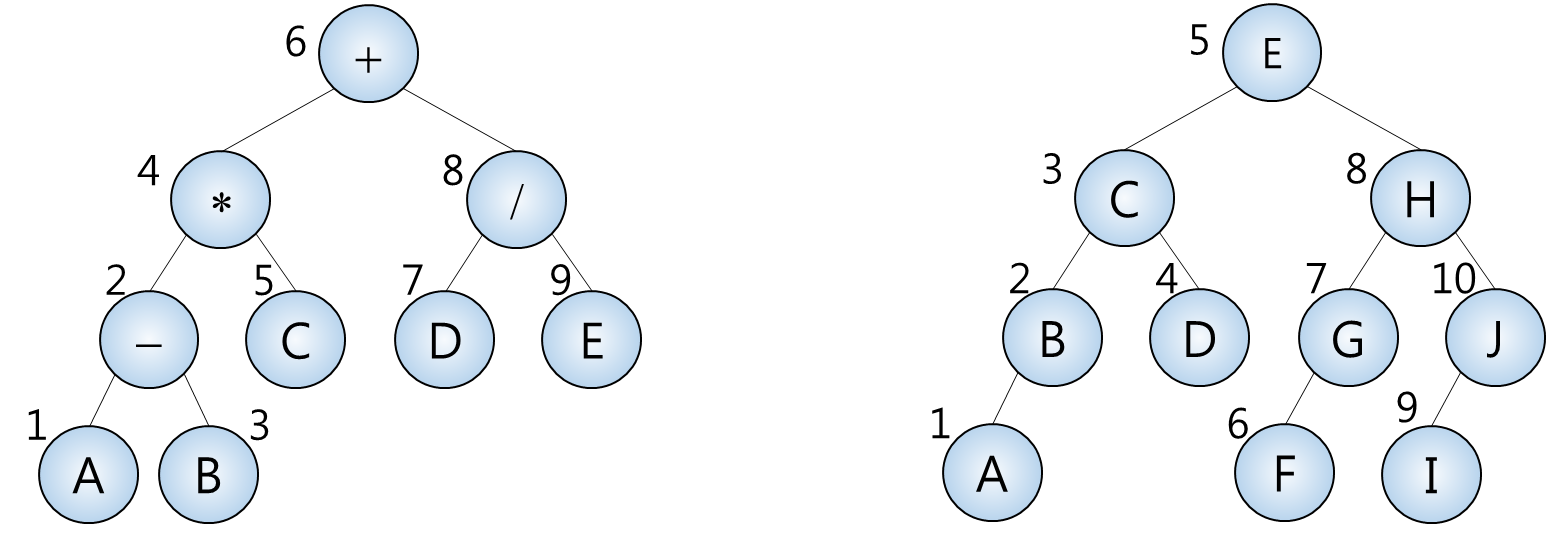 6 + 5 E
4 * 8 / 3 C 8 H
2 – 5 C 7 D 9 E 2 B 4 D 7 G 10 J
1 A B 3 1 A 6 F 9 I